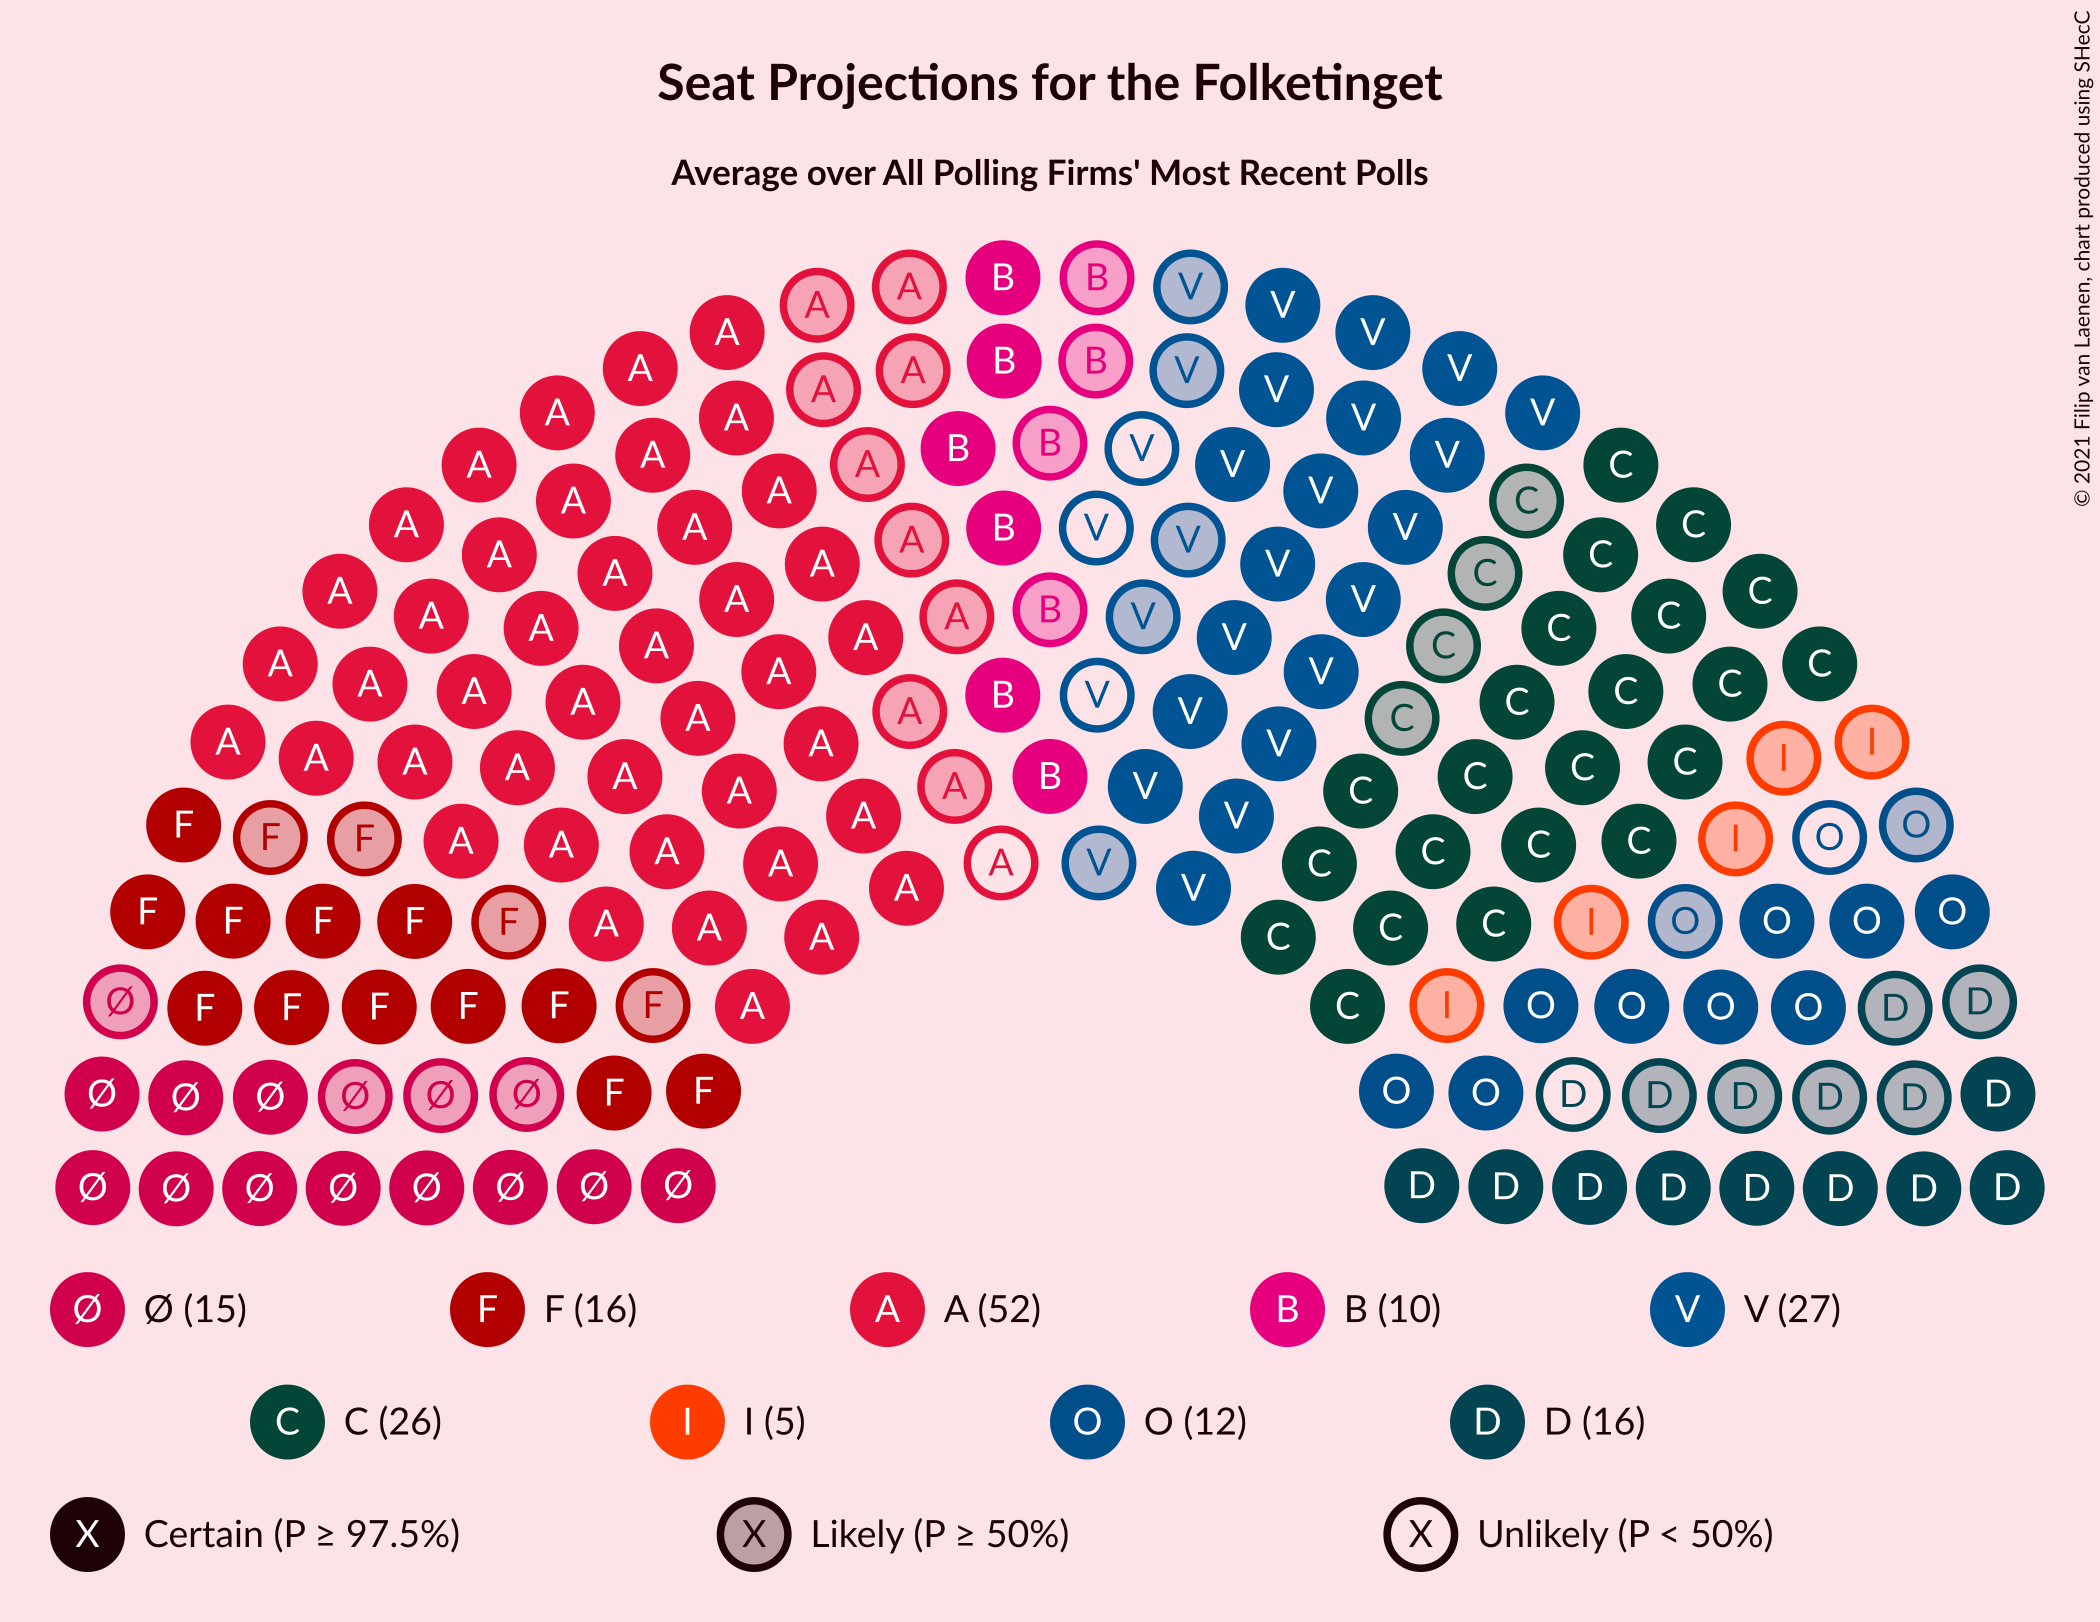 © 2021 Filip van Laenen, chart produced using SHecC
Seat Projections for the Folketinget
Average over All Polling Firms' Most Recent Polls
A A A B B V V V
A A A A A B B V V V V V
A A A A A B B V V V V C C
A A A A A A B V V V V C C C
A A A A A A A B V V V C C C C
A A A A A A A B V V V C C C C C
A A A A A A A A B V V C C C C I I
F F F A A A A A A V V C C C C I O O
F F F F F A A A A V C C C I O O O O
Ø F F F F F F A C I O O O O D D
Ø Ø Ø Ø Ø Ø F F O O D D D D D D
Ø Ø Ø Ø Ø Ø Ø Ø D D D D D D D D
Ø Ø (15) F F (16) A A (52) B B (10) V V (27)
C C (26) I I (5) O O (12) D D (16)
X Certain (P ≥ 97.5%) X Likely (P ≥ 50%) X Unlikely (P < 50%)